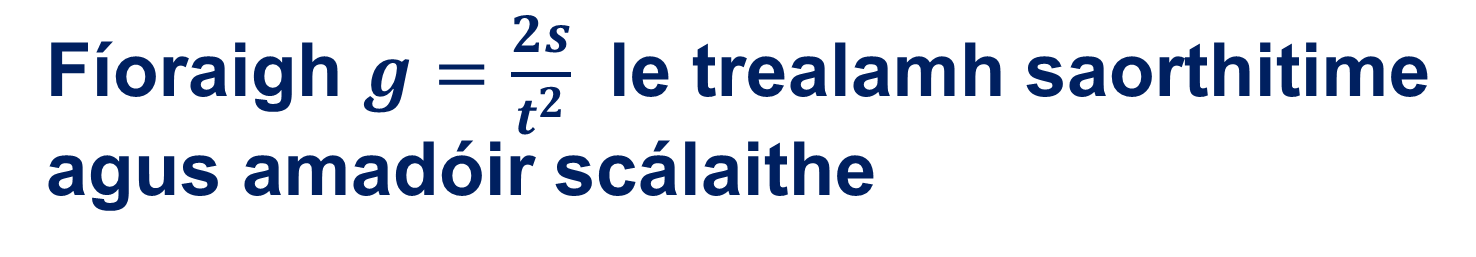 Fíoraigh g = 2s/t² le trealamh saorthitime
agus amadóir scálaithe